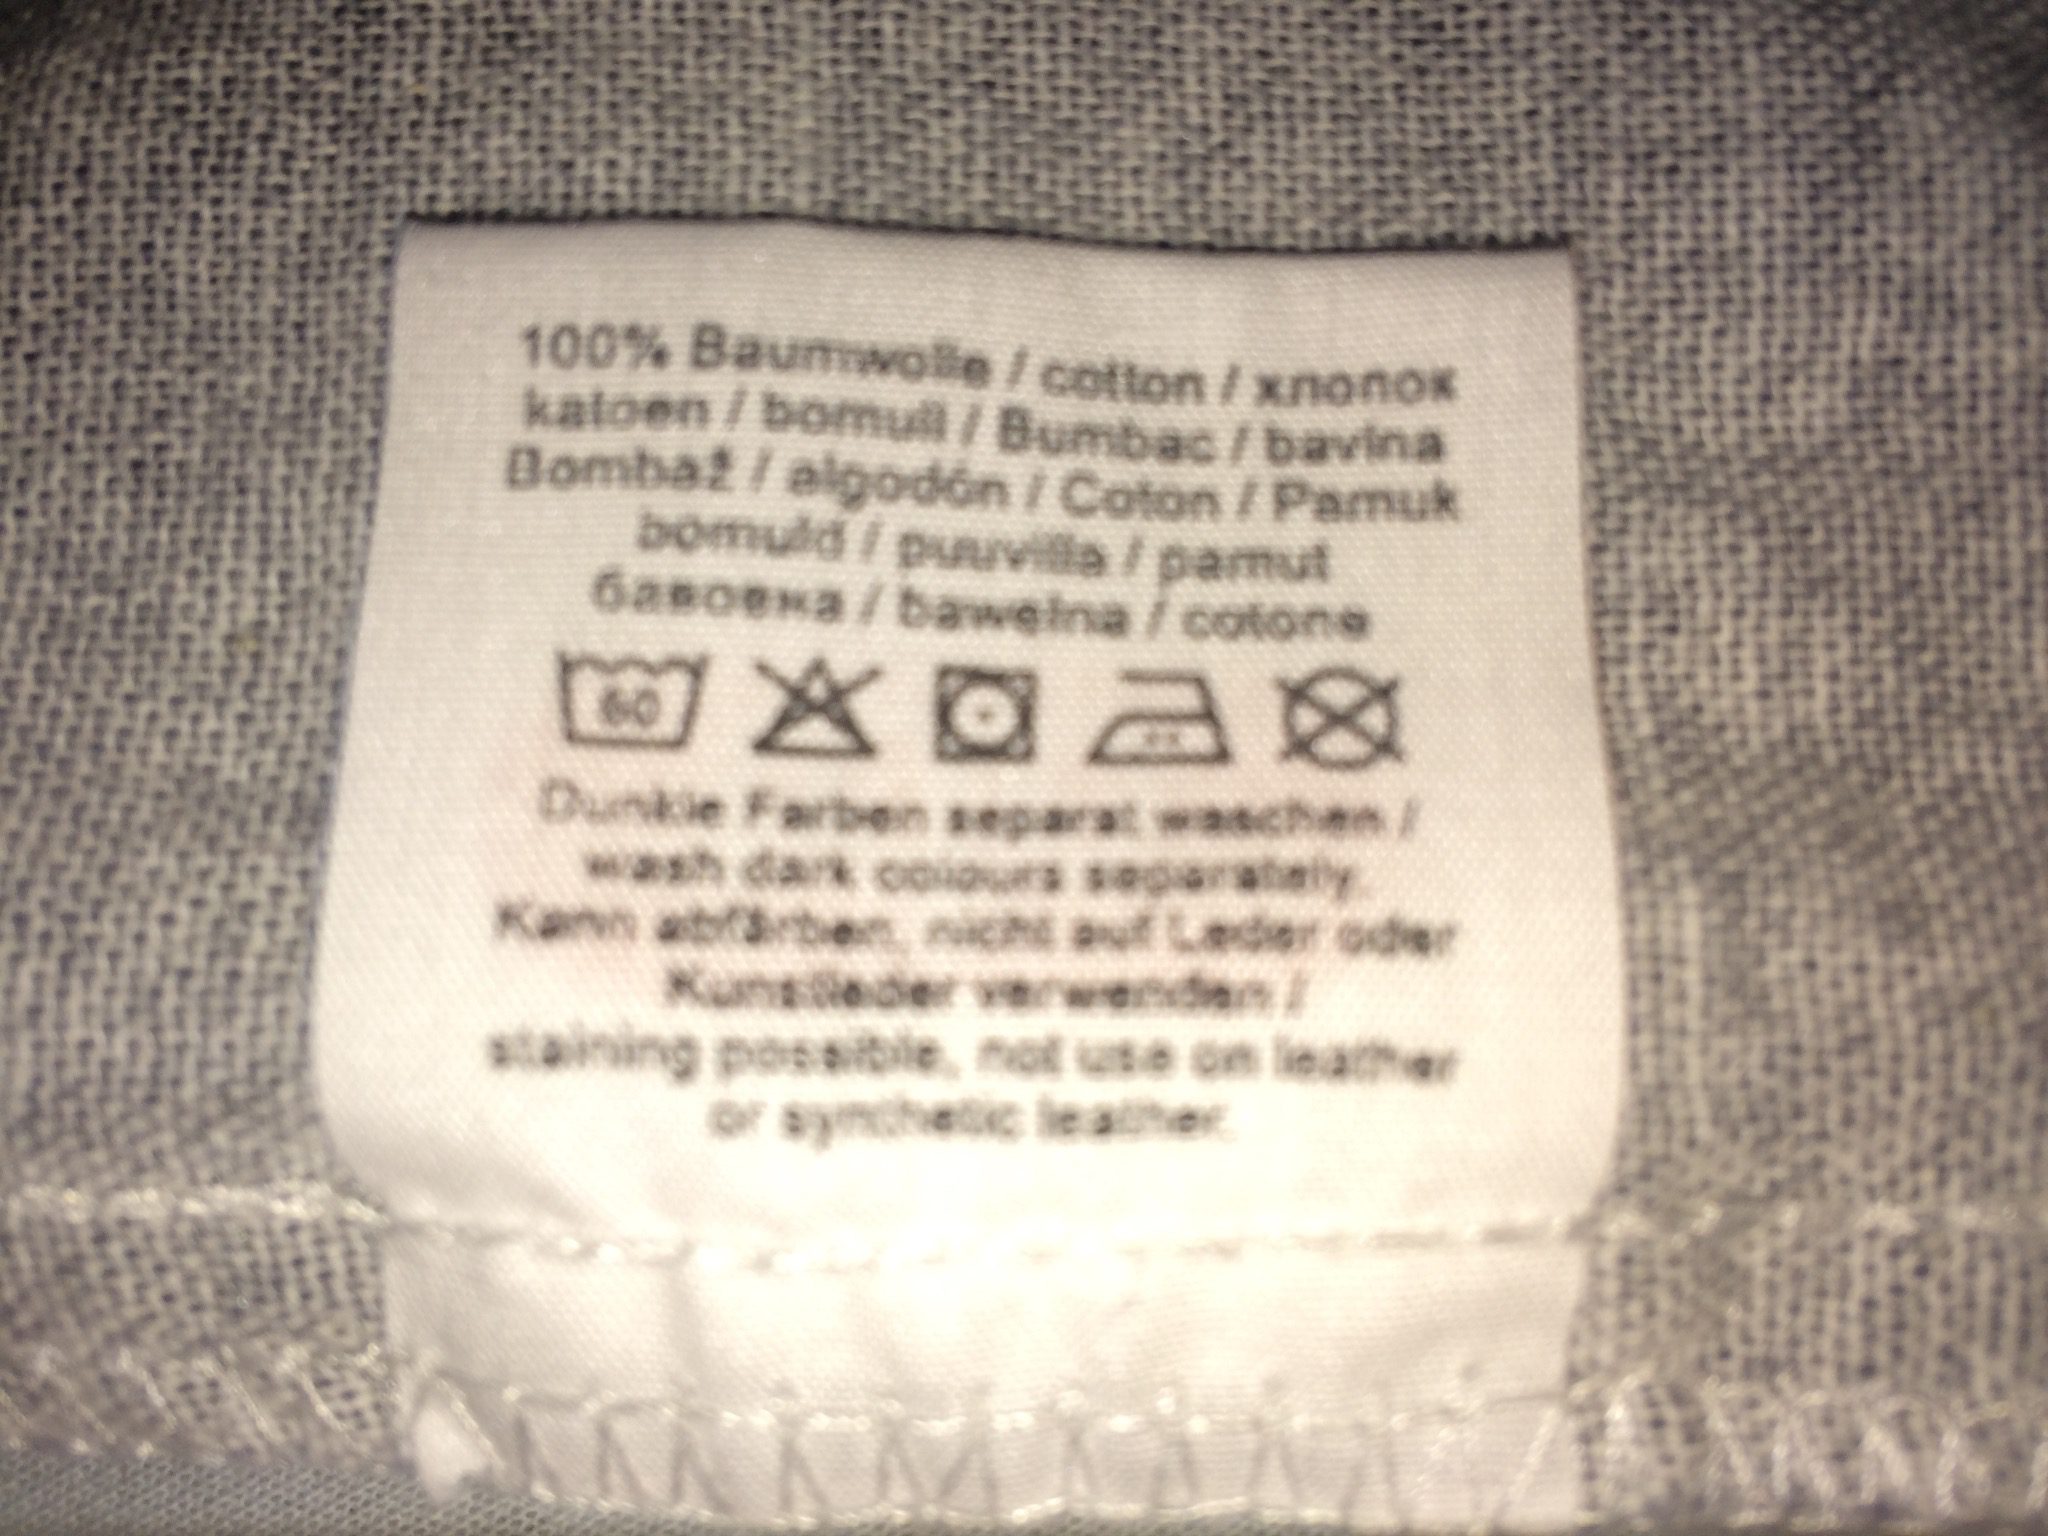 100% Baumwolle / cotton / хлопок
katoen / bomull / Bumbac / bavlna
Bombaž / algodón / Coton / Pamuk
bomuld / puuvilla / pamut
бавовна / bawełna / cotone
60
Dunkle Farben separat waschen /
wash dark colours separately.
Kann abfärben, nicht auf Leder oder
Kunstleder verwenden /
staining possible, not use on leather
or synthetic leather.